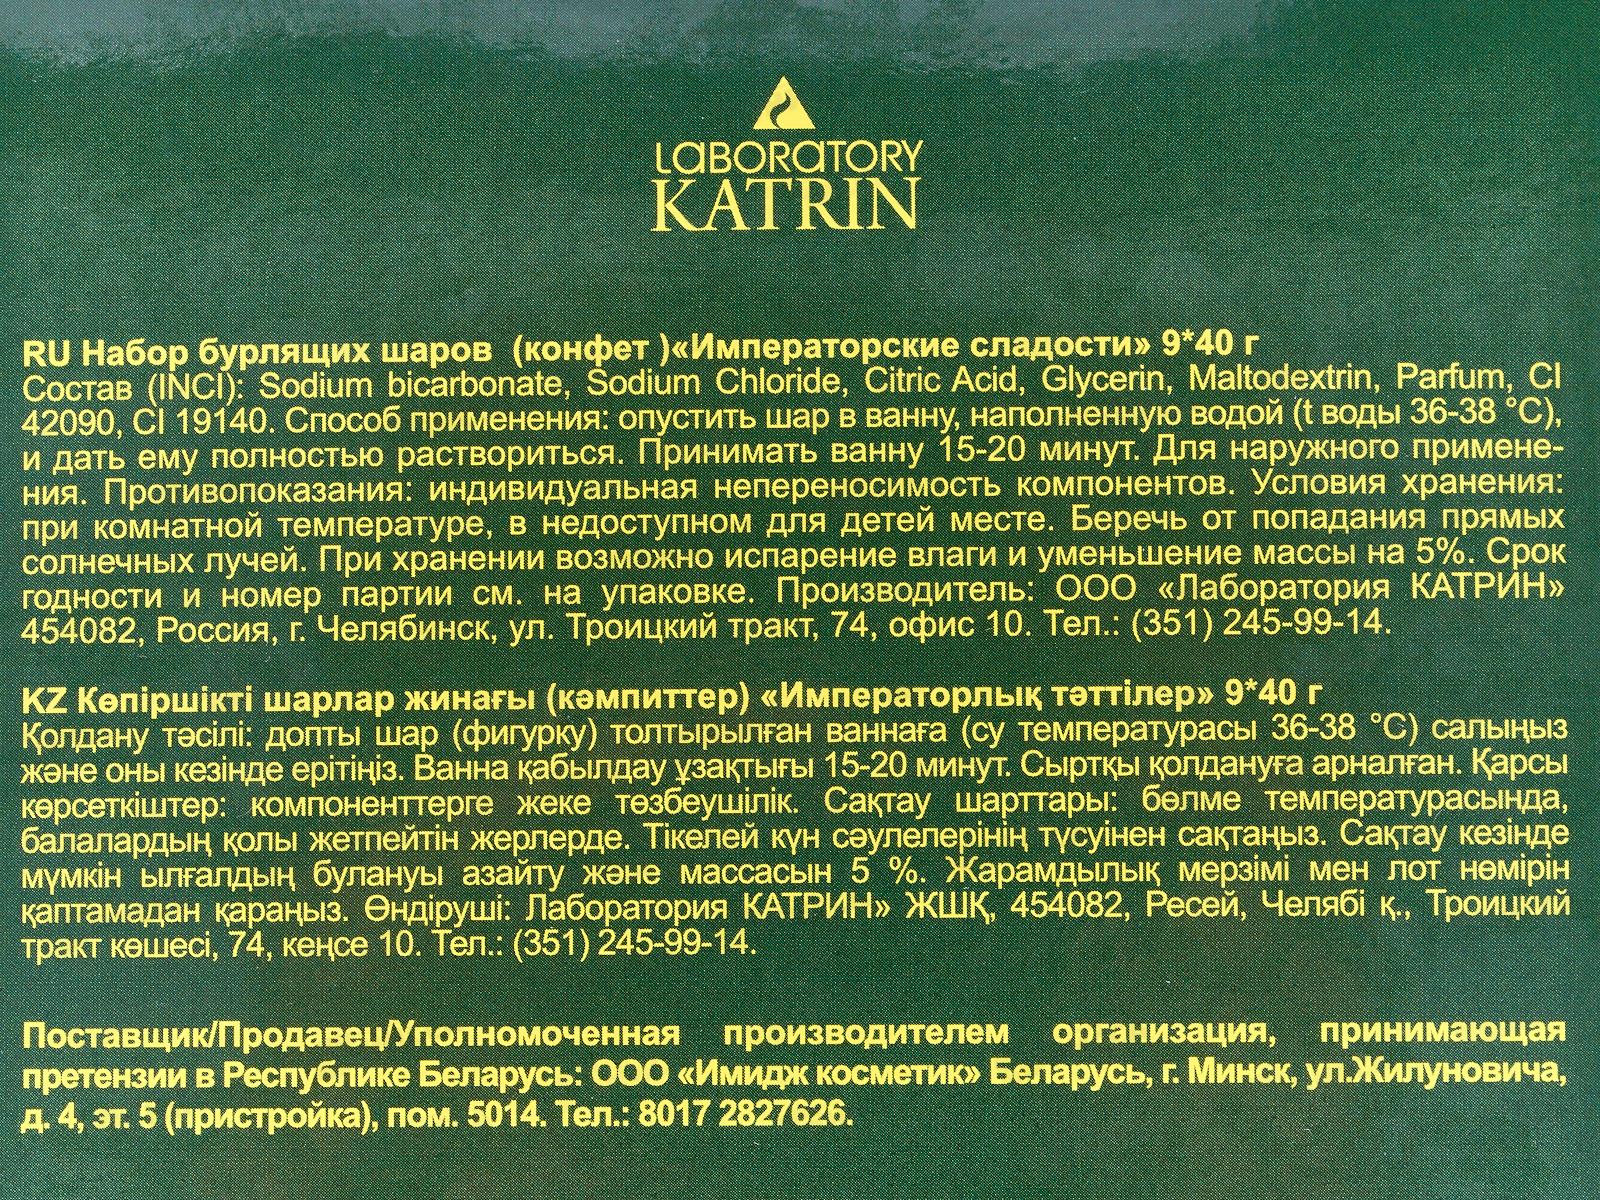 LABORATORY
KATRIN
RU Набор бурлящих шаров (конфет )«Императорские сладости» 9*40 г
Состав (INCI): Sodium bicarbonate, Sodium Chloride, Citric Acid, Glycerin, Maltodextrin, Parfum, CI
42090, CI 19140. Способ применения: опустить шар в ванну, наполненную водой (t воды 36-38 °C),
и дать ему полностью раствориться. Принимать ванну 15-20 минут. Для наружного примене-
ния. Противопоказания: индивидуальная непереносимость компонентов. Условия хранения:
при комнатной температуре, в недоступном для детей месте. Беречь от попадания прямых
солнечных лучей. При хранении возможно испарение влаги и уменьшение массы на 5%. Срок
годности и номер партии см. на упаковке. Производитель: ООО «Лаборатория КАТРИН»
454082, Россия, г. Челябинск, ул. Троицкий тракт, 74, офис 10. Тел.: (351) 245-99-14.
KZ Көпіршікті шарлар жинағы (кәмпиттер) «Императорлық тәттілер» 9*40 г
Қолдану тәсілі: допты шар (фигурку) толтырылған ваннаға (су температурасы 36-38 °C) салыңыз
және оны кезінде ерітіңіз. Ванна қабылдау ұзақтығы 15-20 минут. Сыртқы қолдануға арналған. Қарсы
көрсеткіштер: компоненттерге жеке төзбеушілік. Сақтау шарттары: бөлме температурасында,
балалардың қолы жетпейтін жерлерде. Тікелей күн сәулелерінің түсуінен сақтаңыз. Сақтау кезінде
мүмкін ылғалдың булануы азайту және массасын 5 %. Жарамдылық мерзімі мен лот нөмірін
қаптамадан қараңыз. Өндіруші: Лаборатория КАТРИН» ЖШҚ, 454082, Ресей, Челябі қ., Троицкий
тракт көшесі, 74, кеңсе 10. Тел.: (351) 245-99-14.
Поставщик/Продавец/Уполномоченная производителем организация, принимающая
претензии в Республике Беларусь: ООО «Имидж косметик» Беларусь, г. Минск, ул.Жилуновича,
д. 4, эт. 5 (пристройка), пом. 5014. Тел.: 8017 2827626.